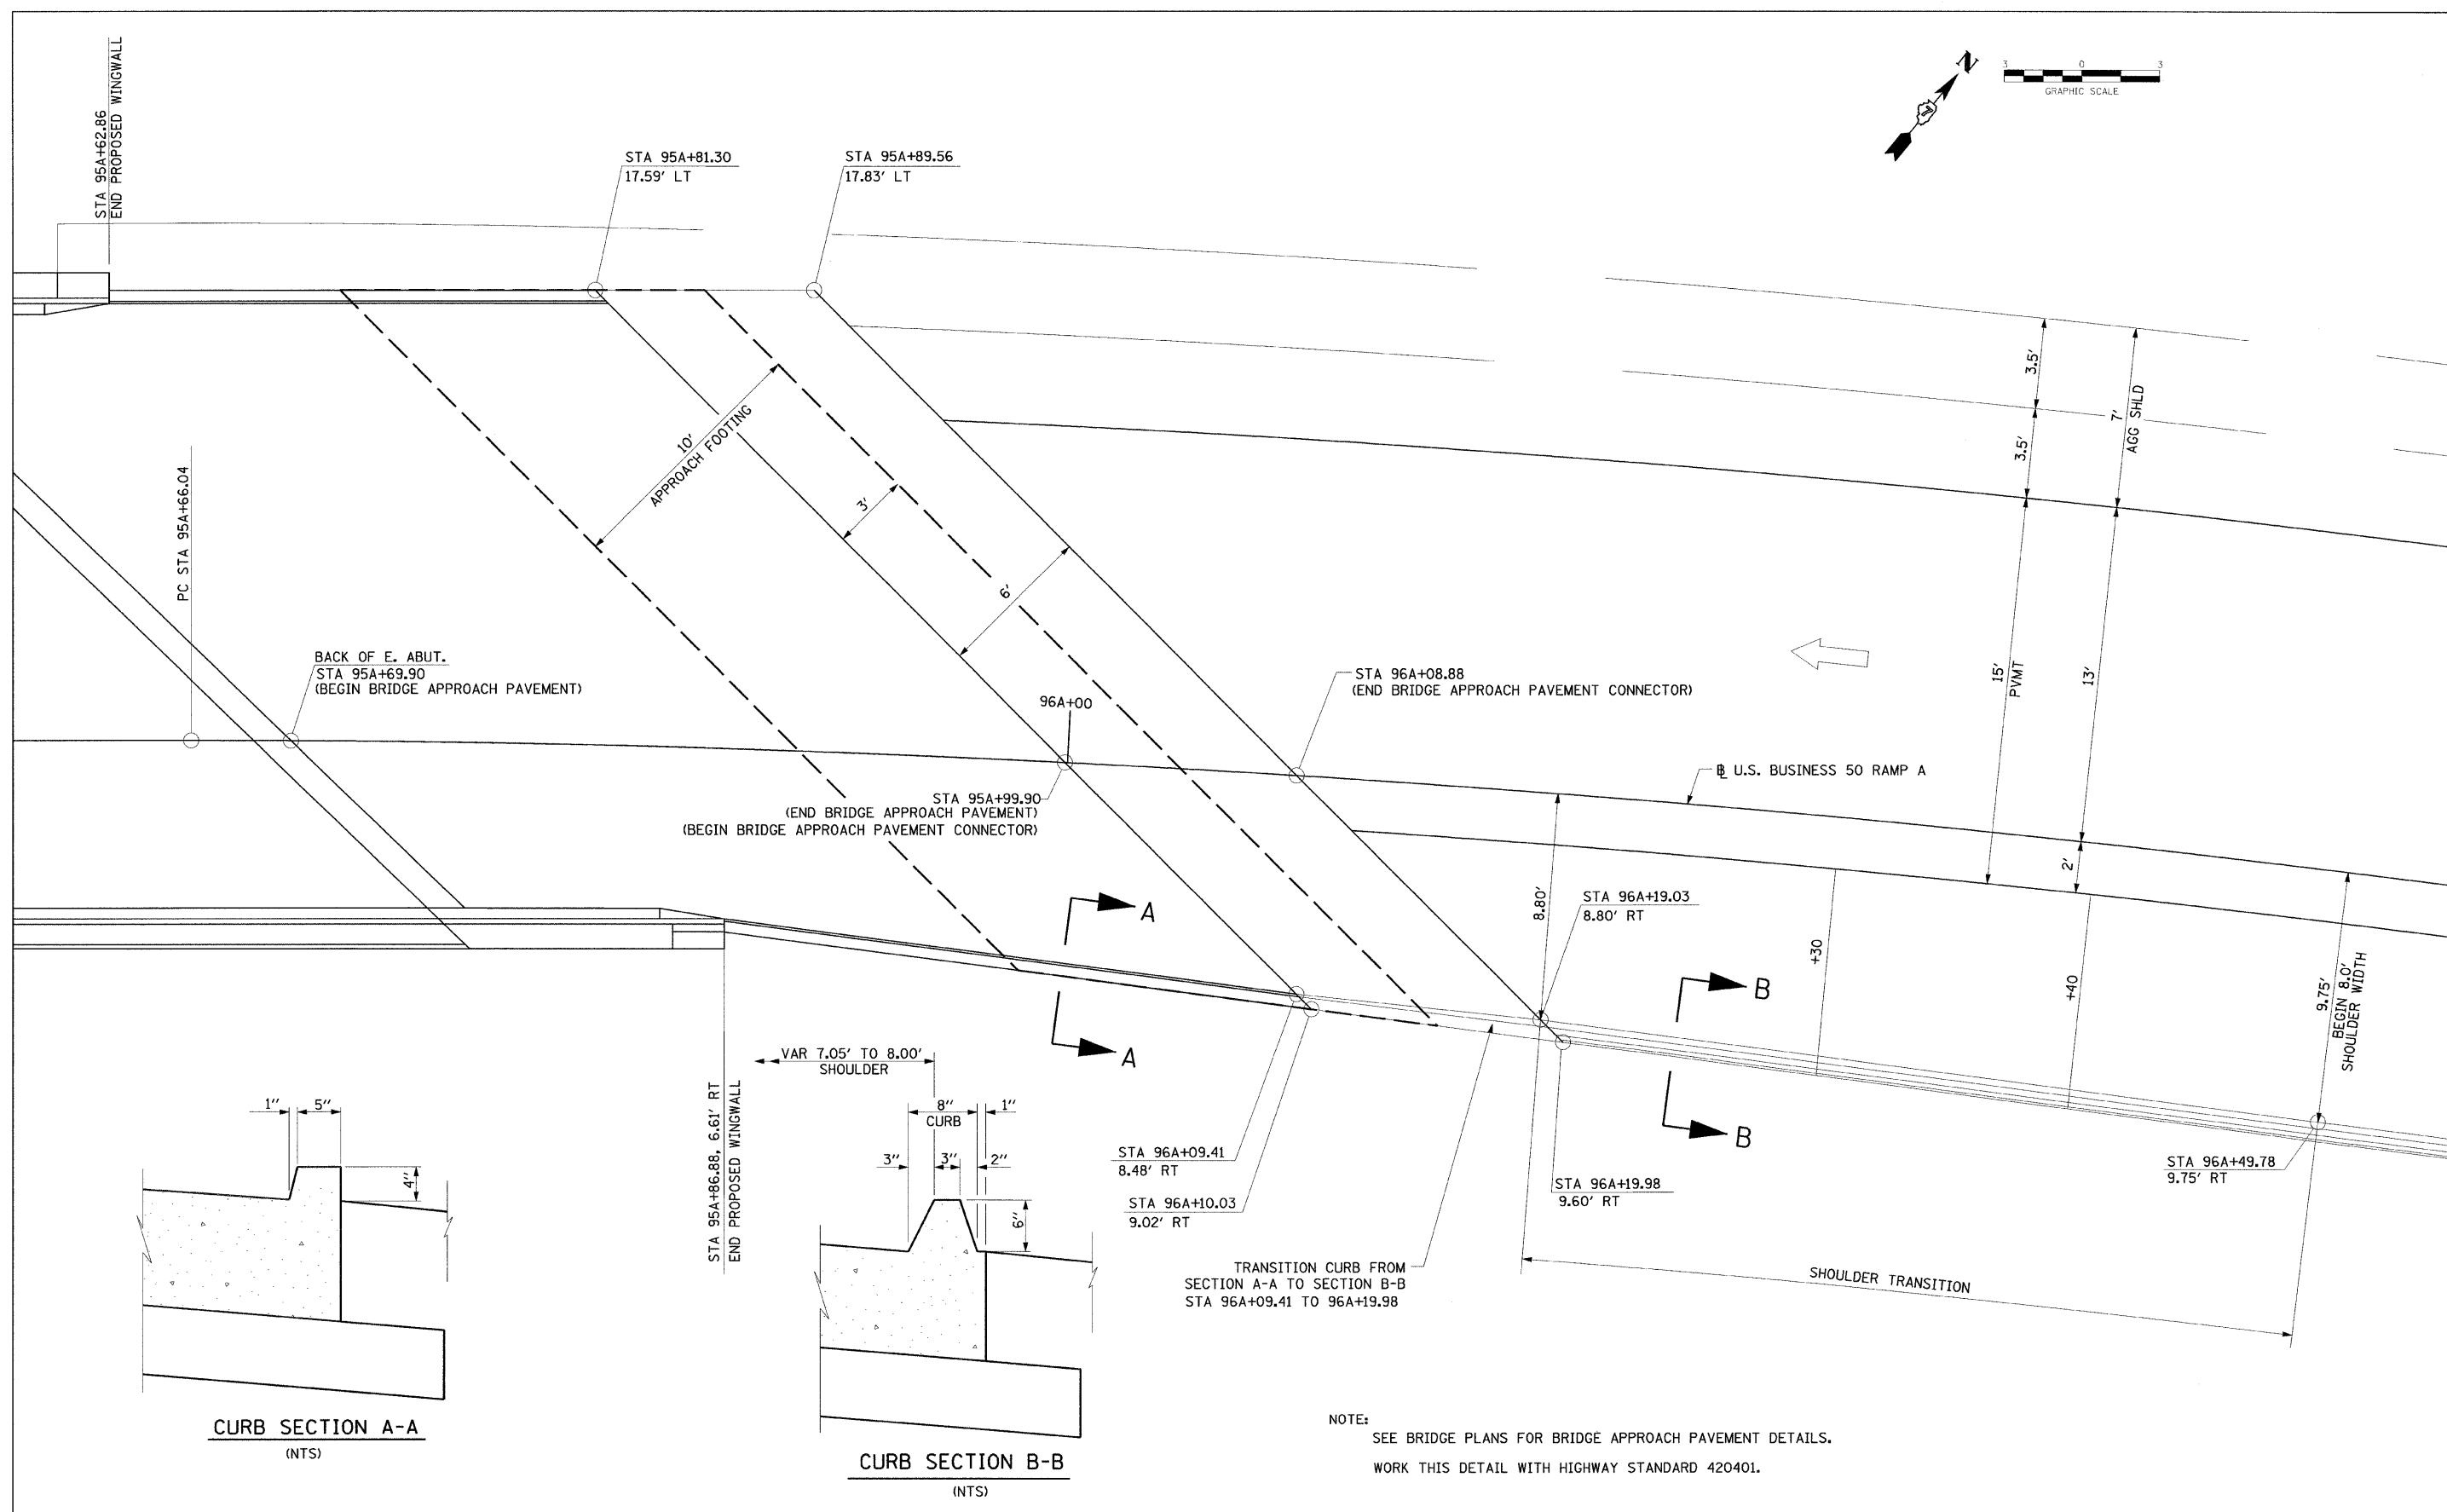 STA 95A+62.86
END PROPOSED WINGWALL
STA 95A+81.30
17.59' LT
STA 95A+89.56
17.83' LT
N
7
3 0 3
GRAPHIC SCALE
10'
APPROACH FOOTING
3'
6'
3.5'
3.5'
7'
AGG SHLD
PC STA 95A+66.04
BACK OF E. ABUT.
STA 95A+69.90
(BEGIN BRIDGE APPROACH PAVEMENT)
96A+00
STA 96A+08.88
(END BRIDGE APPROACH PAVEMENT CONNECTOR)
15'
PVMT
13'
STA 95A+99.90
(END BRIDGE APPROACH PAVEMENT)
(BEGIN BRIDGE APPROACH PAVEMENT CONNECTOR)
℄ U.S. BUSINESS 50 RAMP A
2'
8.80'
STA 96A+19.03
8.80' RT
+30
+40
9.75'
BEGIN 8.0'
SHOULDER WIDTH
A
A
B
B
VAR 7.05' TO 8.00'
SHOULDER
STA 95A+86.88, 6.61' RT
END PROPOSED WINGWALL
1" 5"
4"
8"
CURB
1"
3" 3" 2"
6"
STA 96A+09.41
8.48' RT
STA 96A+10.03
9.02' RT
STA 96A+19.98
9.60' RT
STA 96A+49.78
9.75' RT
TRANSITION CURB FROM
SECTION A-A TO SECTION B-B
STA 96A+09.41 TO 96A+19.98
SHOULDER TRANSITION
CURB SECTION A-A
(NTS)
CURB SECTION B-B
(NTS)
NOTE:
SEE BRIDGE PLANS FOR BRIDGE APPROACH PAVEMENT DETAILS.
WORK THIS DETAIL WITH HIGHWAY STANDARD 420401.